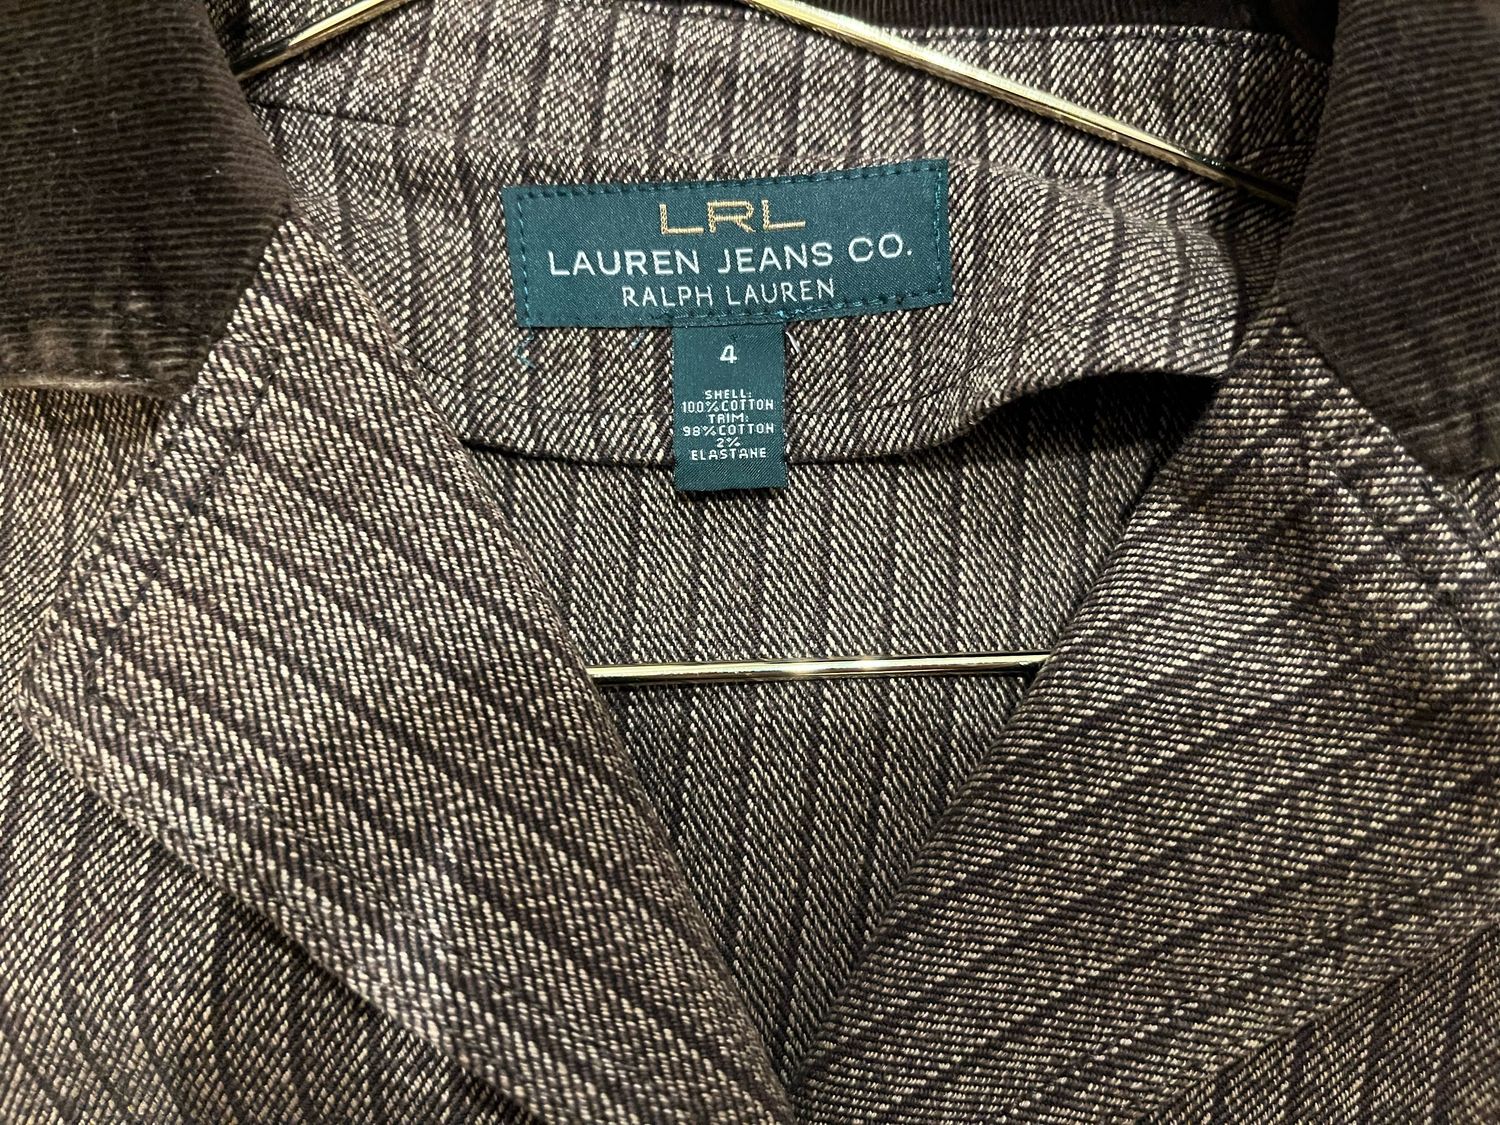 LRL
LAUREN JEANS CO.
RALPH LAUREN
4
SHELL:
100%COTTON
TRIM:
98%COTTON
2%
ELASTANE